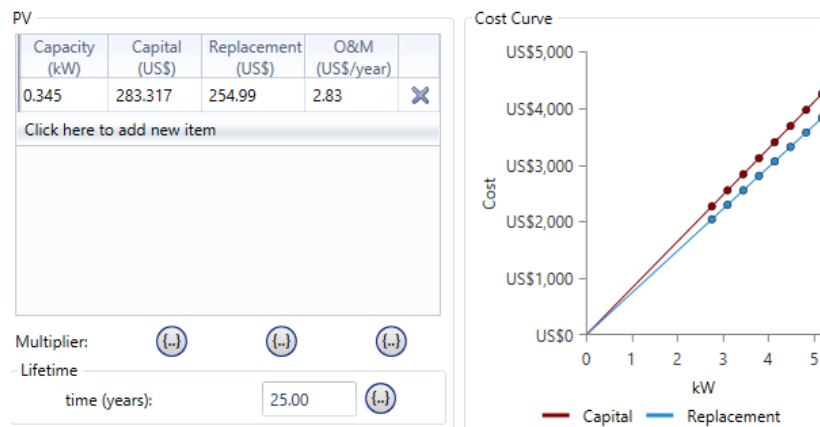 PV
Capacity (kW) Capital (US$) Replacement (US$) O&M (US$/year)
0.345 283.317 254.99 2.83
Click here to add new item
Multiplier: {..} {..} {..}
Lifetime
time (years): 25.00 {..}
Cost Curve
US$5,000
US$4,000
US$3,000
US$2,000
US$1,000
US$0
Cost
0 1 2 3 4 5
kW
Capital Replacement